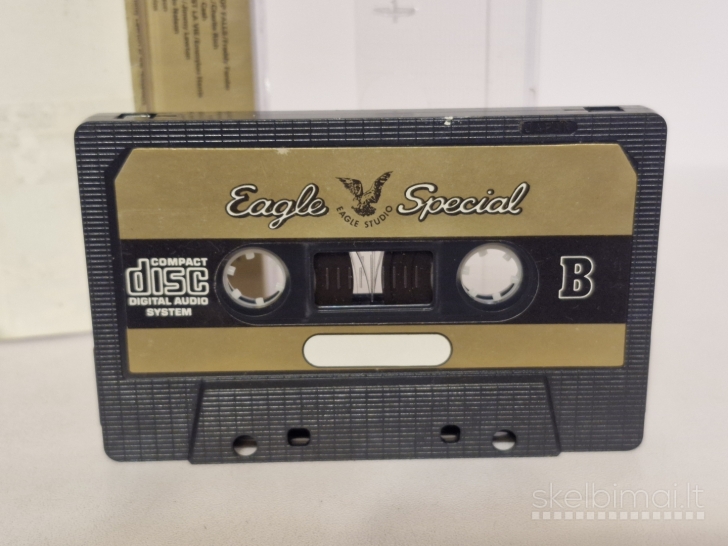 Eagle Special
EAGLE STUDIO
COMPACT
disc
DIGITAL AUDIO
SYSTEM
B
skelbimai.lt